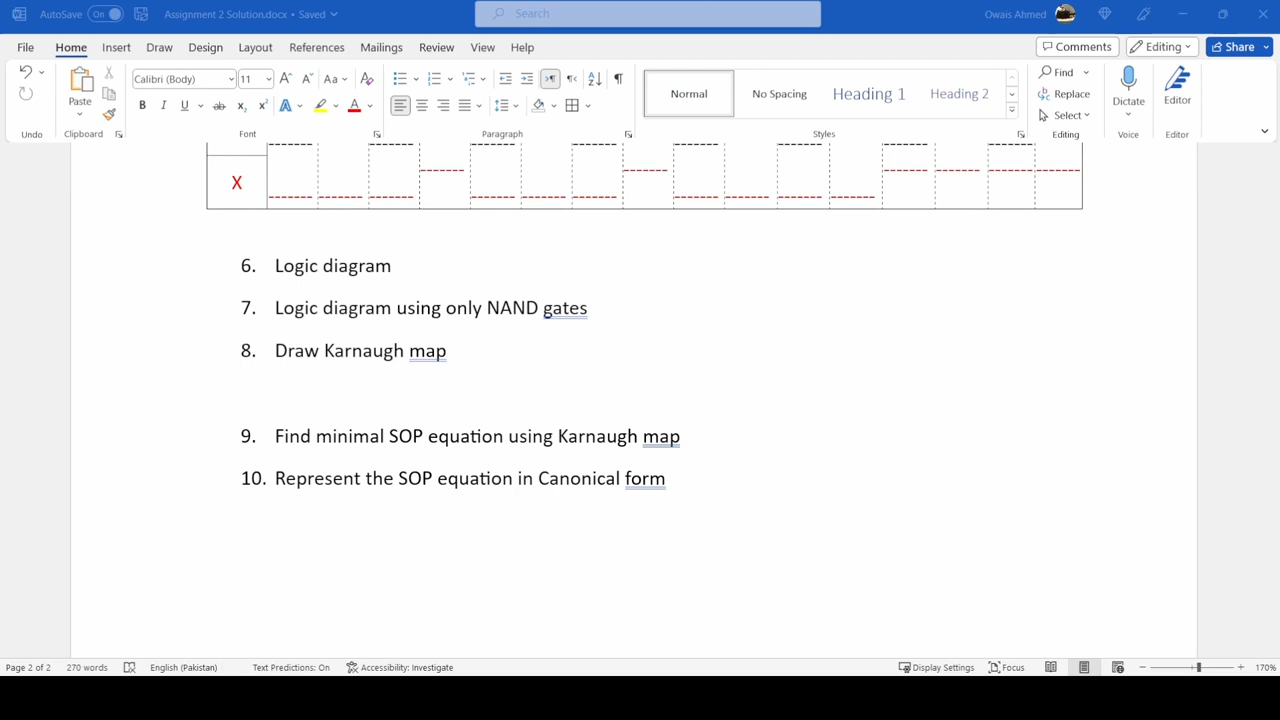 AutoSave On Assignment 2 Solution.docx • Saved Search Owais Ahmed
File Home Insert Draw Design Layout References Mailings Review View Help Comments Editing Share
Paste Calibri (Body) 11 A A Aa A Normal No Spacing Heading 1 Heading 2 Find Replace Select Dictate Editor
B I U ab x₂ x² A A
Undo Clipboard Font Paragraph Styles Editing Voice Editor
X
6. Logic diagram
7. Logic diagram using only NAND gates
8. Draw Karnaugh map
9. Find minimal SOP equation using Karnaugh map
10. Represent the SOP equation in Canonical form
Page 2 of 2 270 words English (Pakistan) Text Predictions: On Accessibility: Investigate Display Settings Focus 170%